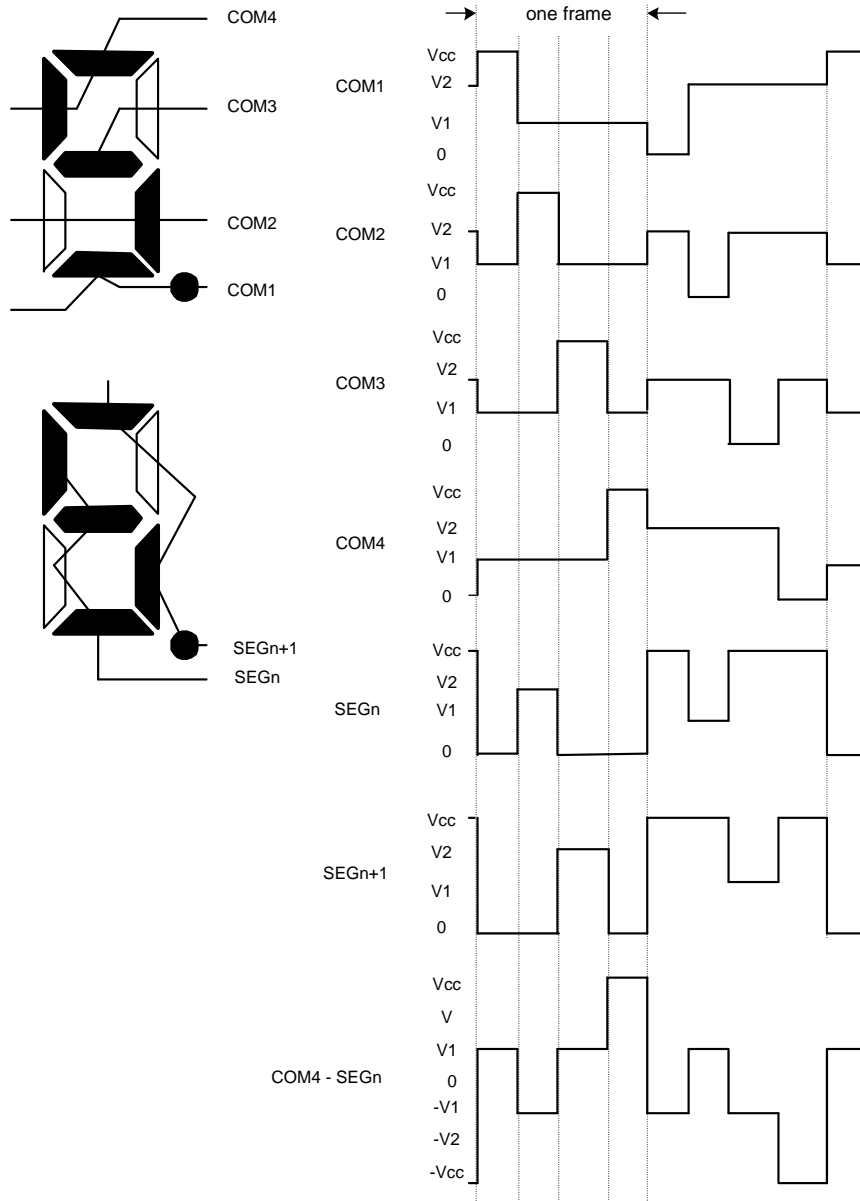 COM4
COM3
COM2
COM1
SEGn+1
SEGn
one frame
COM1
Vcc
V2
V1
0
COM2
Vcc
V2
V1
0
COM3
Vcc
V2
V1
0
COM4
Vcc
V2
V1
0
SEGn
Vcc
V2
V1
0
SEGn+1
Vcc
V2
V1
0
COM4 - SEGn
Vcc
V
V1
0
-V1
-V2
-Vcc